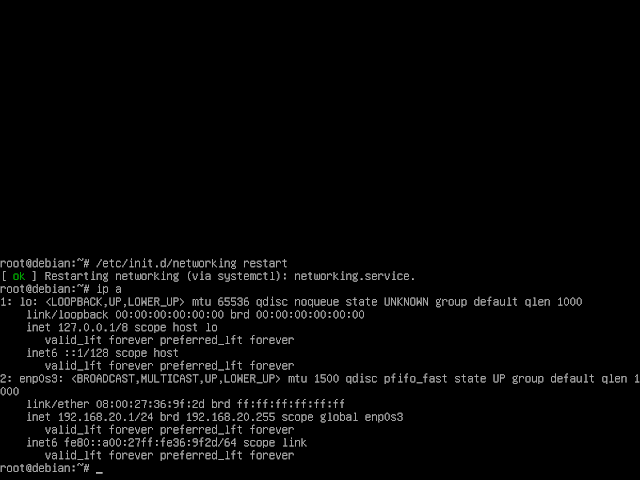 root@debian:~# /etc/init.d/networking restart
[ ok ] Restarting networking (via systemctl): networking.service.
root@debian:~# ip a
1: lo: <LOOPBACK,UP,LOWER_UP> mtu 65536 qdisc noqueue state UNKNOWN group default qlen 1000
    link/loopback 00:00:00:00:00:00 brd 00:00:00:00:00:00
    inet 127.0.0.1/8 scope host lo
       valid_lft forever preferred_lft forever
    inet6 ::1/128 scope host
       valid_lft forever preferred_lft forever
2: enp0s3: <BROADCAST,MULTICAST,UP,LOWER_UP> mtu 1500 qdisc pfifo_fast state UP group default qlen 1
000
    link/ether 08:00:27:36:9f:2d brd ff:ff:ff:ff:ff:ff
    inet 192.168.20.1/24 brd 192.168.20.255 scope global enp0s3
       valid_lft forever preferred_lft forever
    inet6 fe80::a00:27ff:fe36:9f2d/64 scope link
       valid_lft forever preferred_lft forever
root@debian:~# _